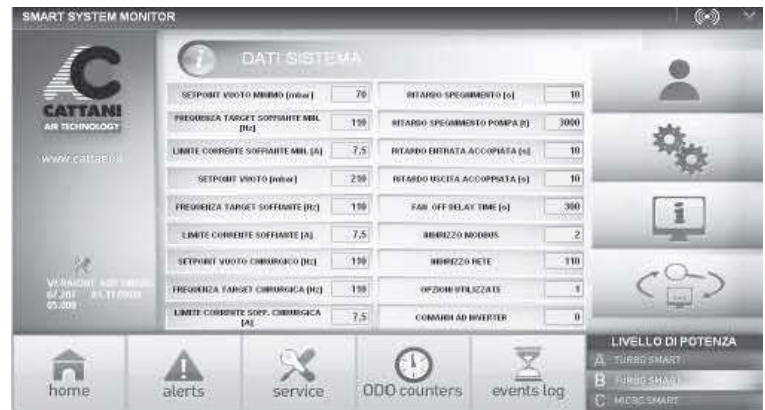 SMART SYSTEM MONITOR
CATTANI
AIR TECHNOLOGY
www.cattani.it
DATI SISTEMA
SETPOINT VUOTO MINIMO [mbar] 70
FREQUENZA TARGET SOFFIANTE MIN. [Hz] 110
LIMITE CORRENTE SOFFIANTE MIN. [A] 7,5
SETPOINT VUOTO [mbar] 210
FREQUENZA TARGET SOFFIANTE [Hz] 110
LIMITE CORRENTE SOFFIANTE [A] 7,5
SETPOINT VUOTO CHIRURGICO [Hz] 110
FREQUENZA TARGET CHIRURGICA [Hz] 110
LIMITE CORRENTE SOFF. CHIRURGICA [A] 7,5
RITARDO SPEGNIMENTO [s] 10
RITARDO SPEGNIMENTO POMPA [t] 3000
RITARDO ENTRATA ACCOPIATA [s] 10
RITARDO USCITA ACCOPPIATA [s] 10
FAN OFF DELAY TIME [s] 300
INDIRIZZO MODBUS 2
INDIRIZZO RETE 110
OPZIONI UTILIZZATE 1
COMANDI AD INVERTER 0
home
alerts
service
ODO counters
events log
LIVELLO DI POTENZA
A TURBO SMART
B TURBO SMART
C MICRO SMART